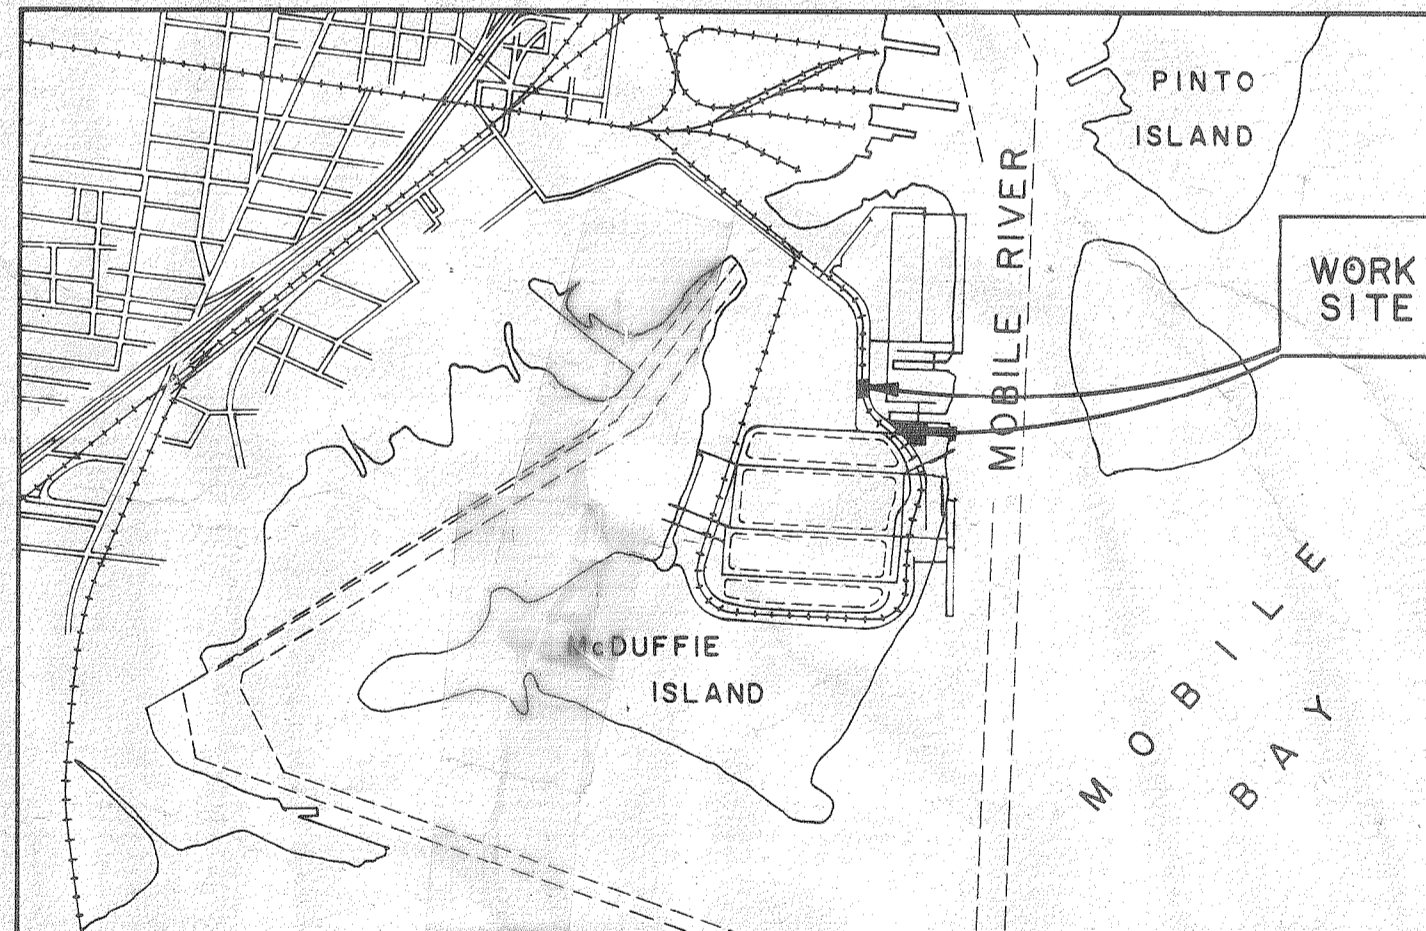 PINTO
ISLAND
WORK
SITE
MOBILE RIVER
McDUFFIE
ISLAND
MOBILE
BAY